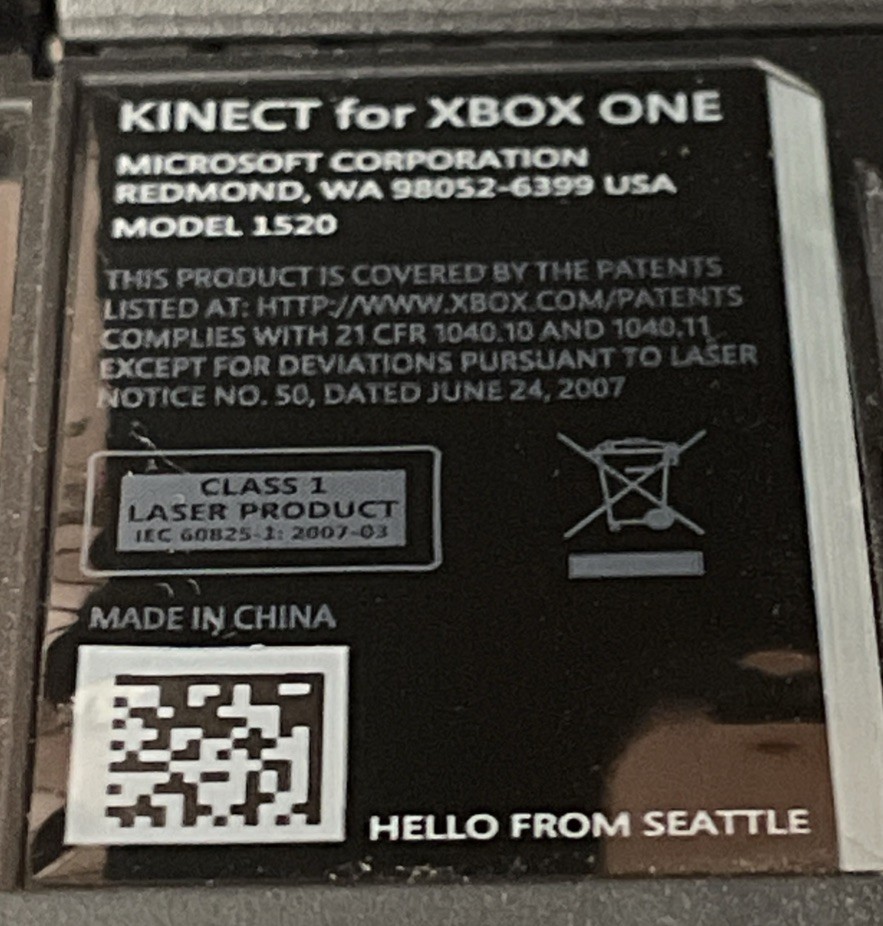 KINECT for XBOX ONE
MICROSOFT CORPORATION
REDMOND, WA 98052-6399 USA
MODEL 1520
THIS PRODUCT IS COVERED BY THE PATENTS
LISTED AT: HTTP://WWW.XBOX.COM/PATENTS
COMPLIES WITH 21 CFR 1040.10 AND 1040.11
EXCEPT FOR DEVIATIONS PURSUANT TO LASER
NOTICE NO. 50, DATED JUNE 24, 2007
CLASS 1
LASER PRODUCT
IEC 60825-1: 2007-03
MADE IN CHINA
HELLO FROM SEATTLE